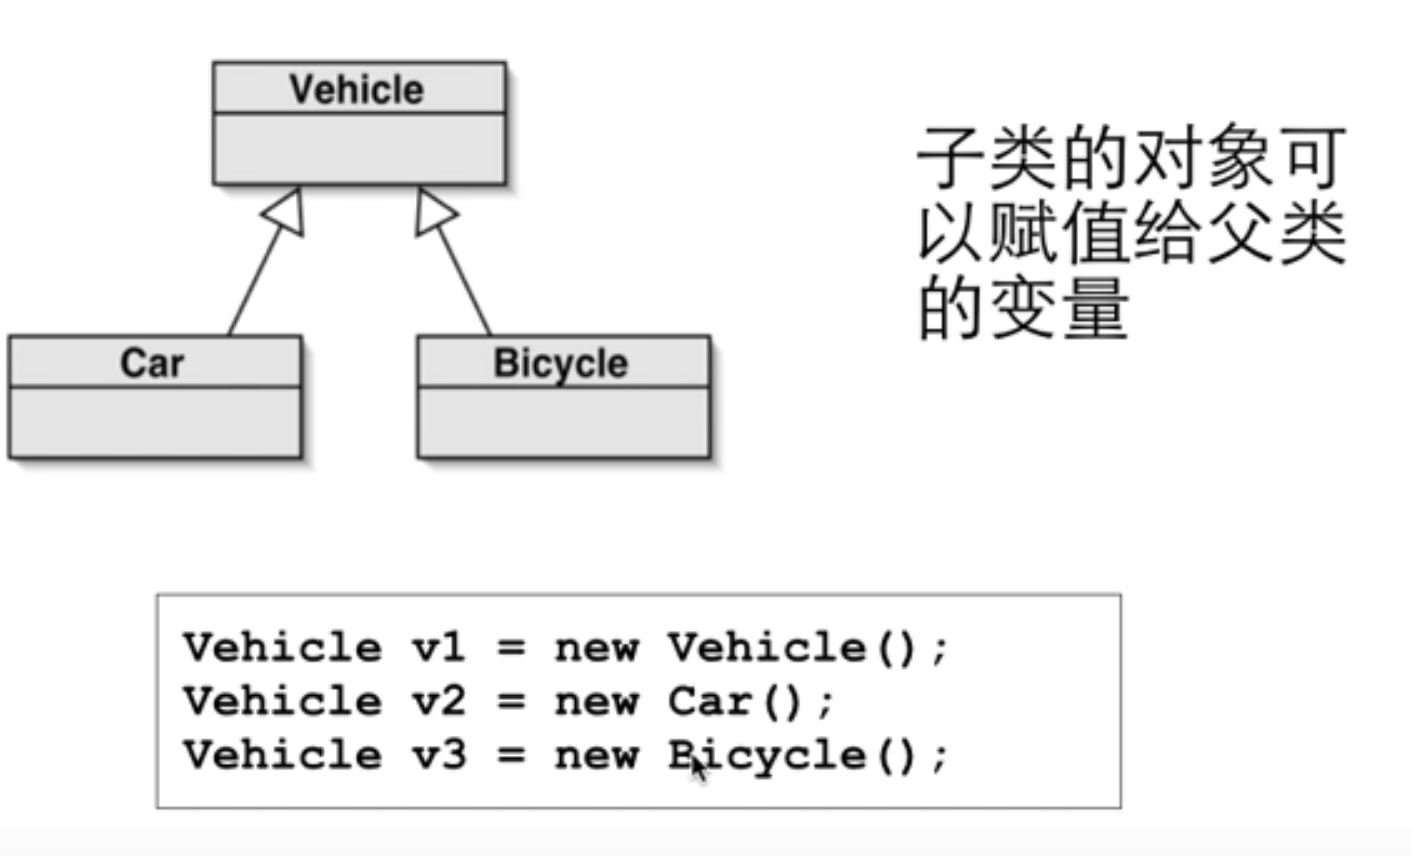 Vehicle
子类的对象可
以赋值给父类
的变量
Car
Bicycle
Vehicle v1 = new Vehicle();
Vehicle v2 = new Car();
Vehicle v3 = new Bicycle();